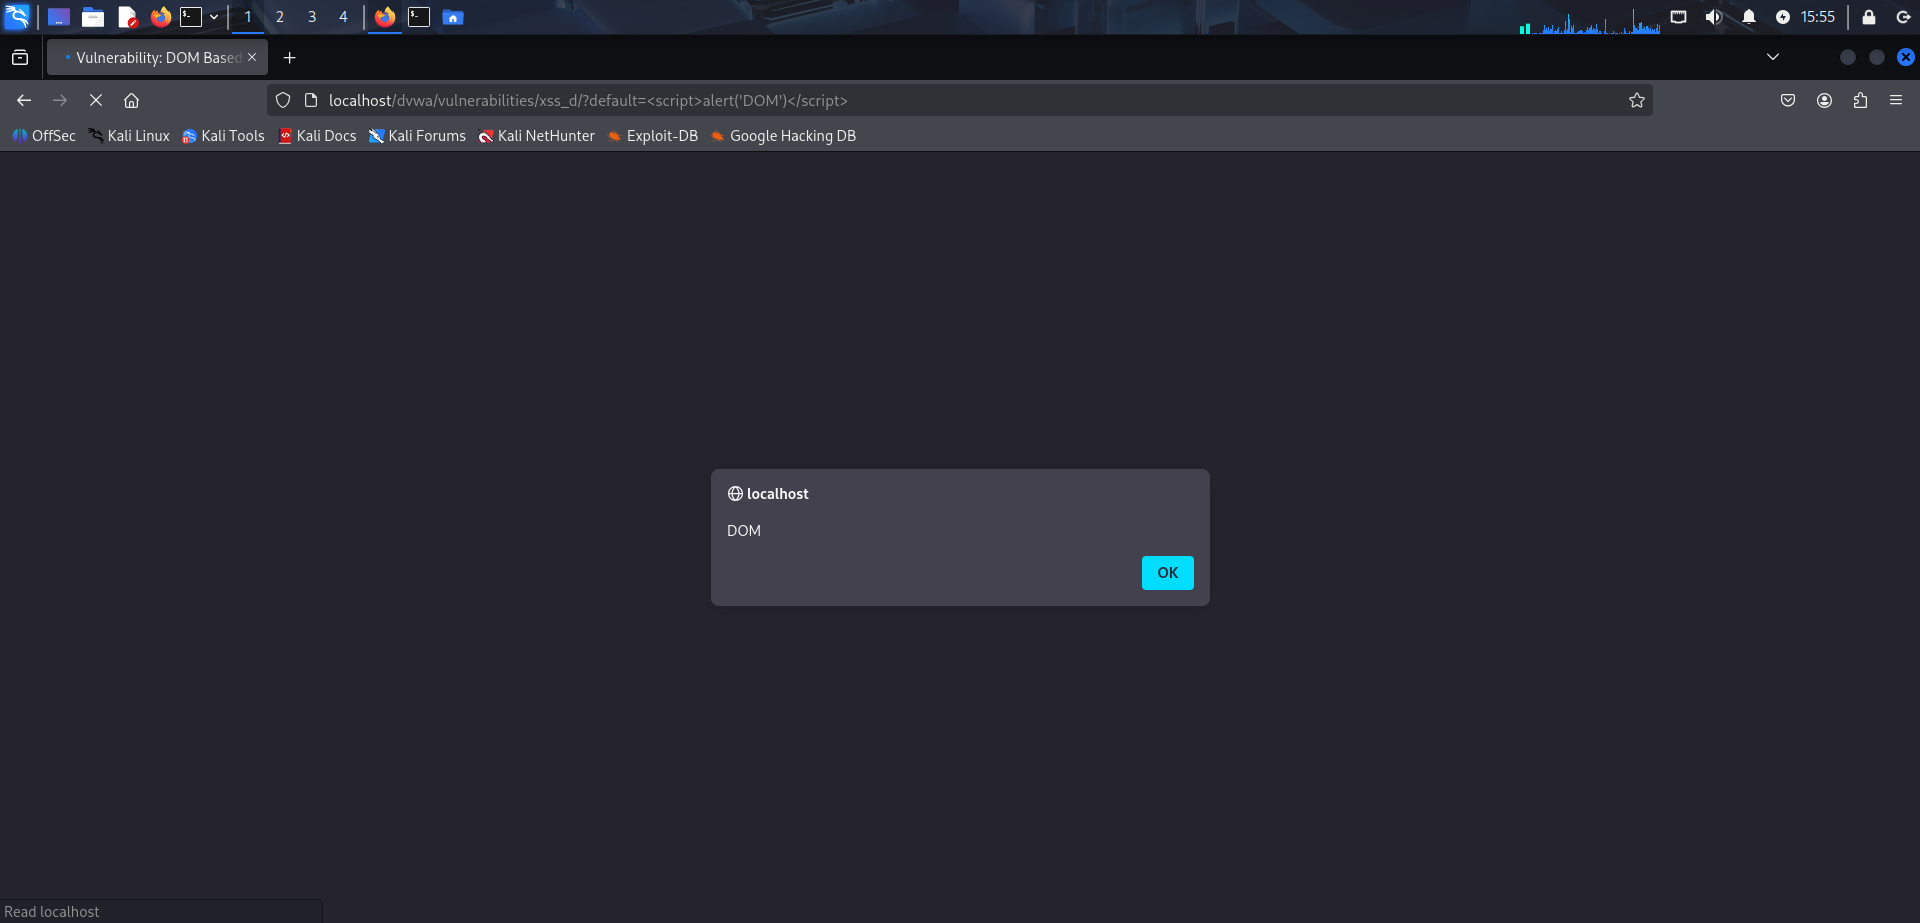 1 2 3 4 15:55
Vulnerability: DOM Based
localhost/dvwa/vulnerabilities/xss_d/?default=<script>alert('DOM')</script>
OffSec Kali Linux Kali Tools Kali Docs Kali Forums Kali NetHunter Exploit-DB Google Hacking DB
localhost
DOM
OK
Read localhost